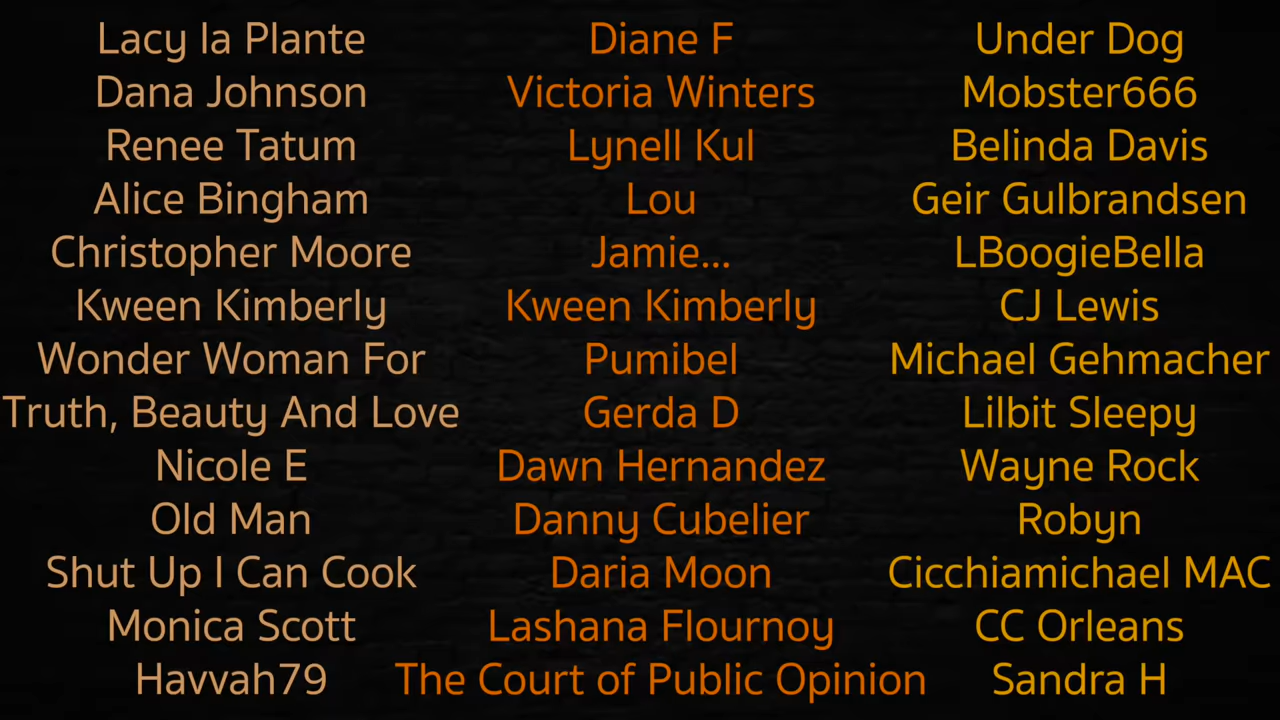 Lacy la Plante
Dana Johnson
Renee Tatum
Alice Bingham
Christopher Moore
Kween Kimberly
Wonder Woman For
Truth, Beauty And Love
Nicole E
Old Man
Shut Up I Can Cook
Monica Scott
Havvah79
Diane F
Victoria Winters
Lynell Kul
Lou
Jamie...
Kween Kimberly
Pumibel
Gerda D
Dawn Hernandez
Danny Cubelier
Daria Moon
Lashana Flournoy
The Court of Public Opinion
Under Dog
Mobster666
Belinda Davis
Geir Gulbrandsen
LBoogieBella
CJ Lewis
Michael Gehmacher
Lilbit Sleepy
Wayne Rock
Robyn
Cicchiamichael MAC
CC Orleans
Sandra H